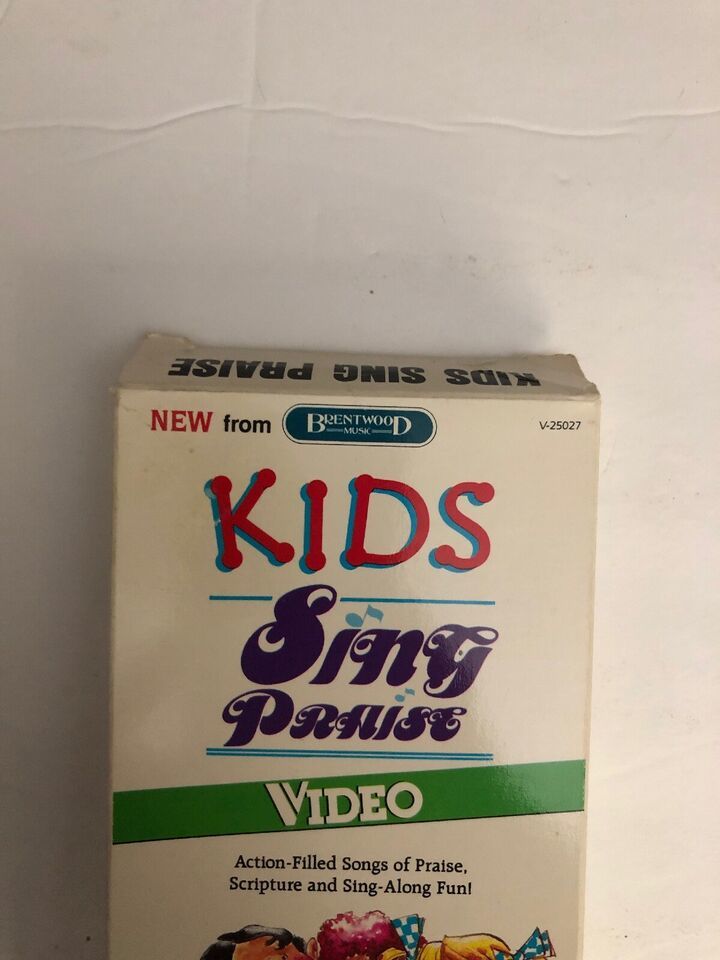 KIDS SING PRAISE
NEW from BRENTWOOD MUSIC V-25027
KIDS
Sing
PRAISE
VIDEO
Action-Filled Songs of Praise,
Scripture and Sing-Along Fun!